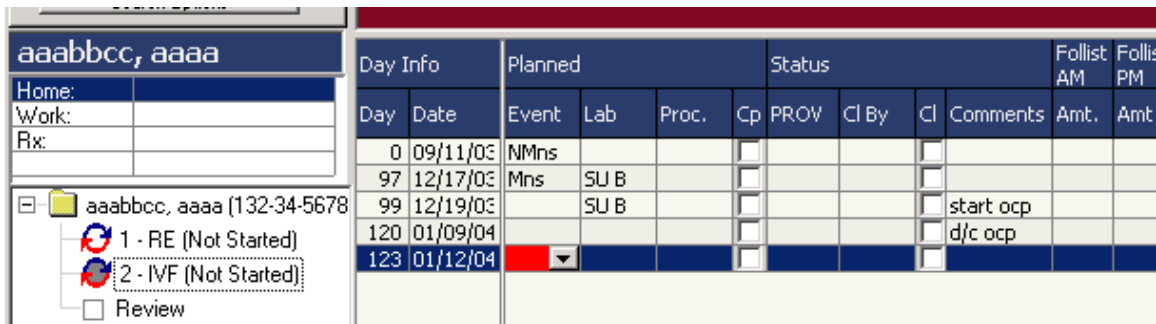 aaabbcc, aaaa
Home:
Work:
Rx:
aaabbcc, aaaa (132-34-5678
1 - RE (Not Started)
2 - IVF (Not Started)
Review
Day Info Planned Status Follist AM Follis PM
Day Date Event Lab Proc. Cp PROV Cl By Cl Comments Amt. Amt
0 09/11/03 NMns
97 12/17/03 Mns SU B
99 12/19/03 SU B start ocp
120 01/09/04 d/c ocp
123 01/12/04